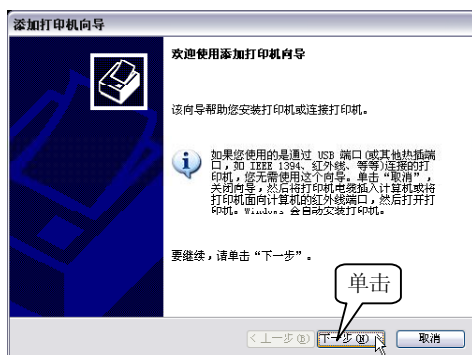 添加打印机向导
欢迎使用添加打印机向导
该向导帮助您安装打印机或连接打印机。
如果您使用的是通过 USB 端口(或其他热插端
口，如 IEEE 1394、红外线、等等)连接的打
印机，您无需使用这个向导。单击“取消”，
关闭向导，然后将打印机电缆插入计算机或将
打印机面向计算机的红外线端口，然后打开打
印机。Windows 会自动安装打印机。
要继续，请单击“下一步”。
单击
< 上一步(B) 下一步(N) > 取消